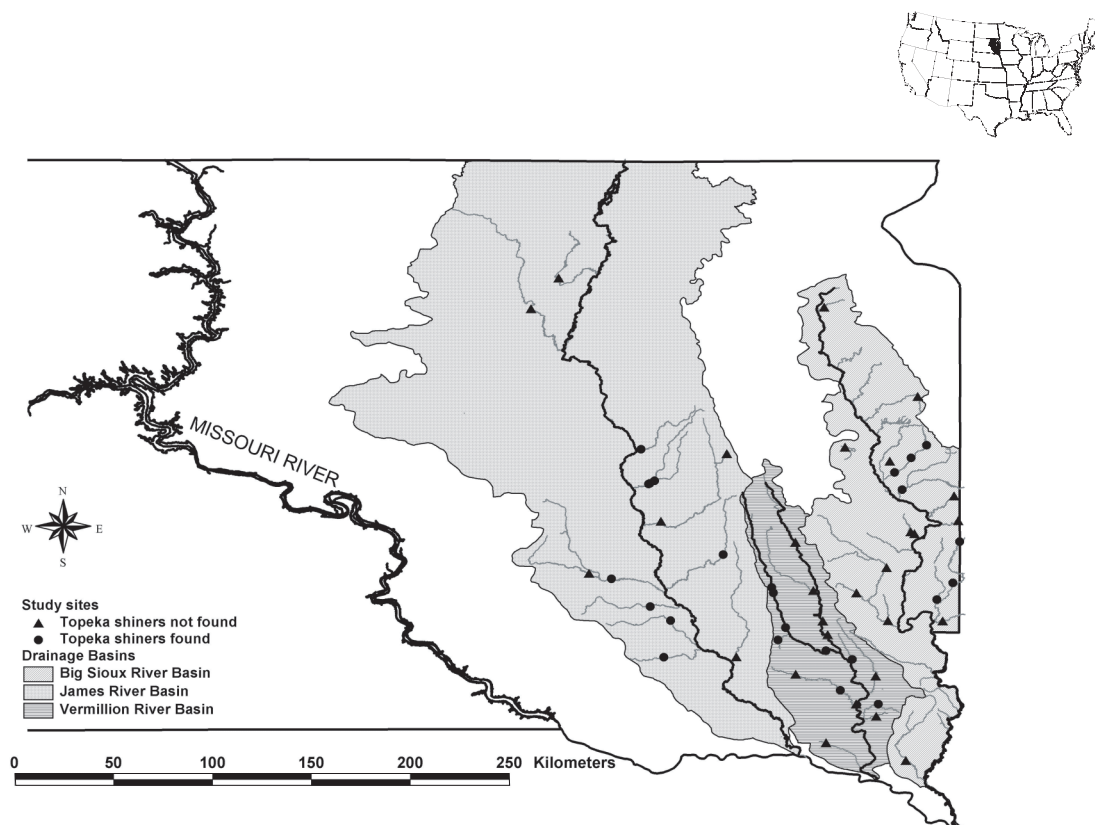 MISSOURI RIVER
N
W E
S
Study sites
Topeka shiners not found
Topeka shiners found
Drainage Basins
Big Sioux River Basin
James River Basin
Vermillion River Basin
0 50 100 150 200 250 Kilometers